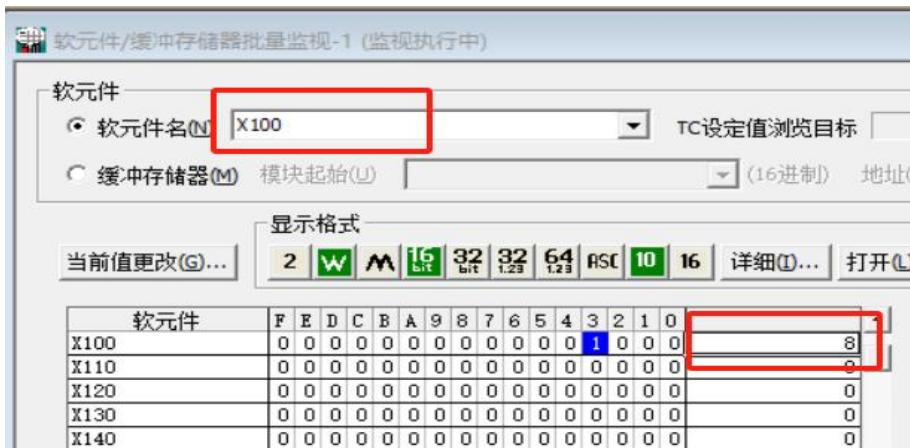 软元件/缓冲存储器批量监视-1 (监视执行中)
软元件
软元件名(N) X100 TC设定值浏览目标
缓冲存储器(M) 模块起始(U) (16进制) 地址(
显示格式
当前值更改(G)... 2 W M 16bit 32bit 32 1.23 64 1.23 ASC 10 16 详细(I)... 打开(L
软元件 F E D C B A 9 8 7 6 5 4 3 2 1 0
X100 0 0 0 0 0 0 0 0 0 0 0 0 1 0 0 0 8
X110 0 0 0 0 0 0 0 0 0 0 0 0 0 0 0 0 0
X120 0 0 0 0 0 0 0 0 0 0 0 0 0 0 0 0 0
X130 0 0 0 0 0 0 0 0 0 0 0 0 0 0 0 0 0
X140 0 0 0 0 0 0 0 0 0 0 0 0 0 0 0 0 0